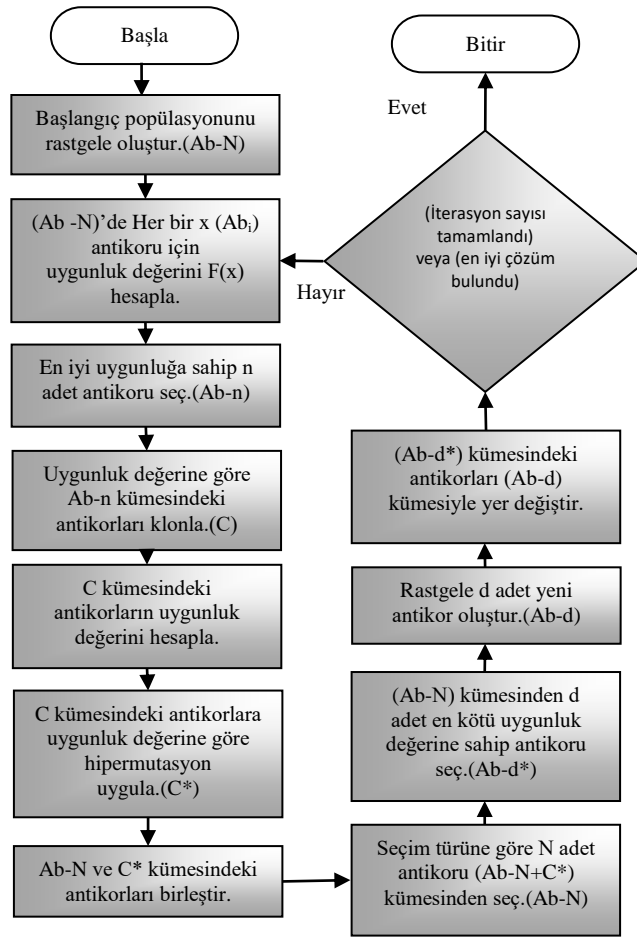 Başla
Başlangıç popülasyonunu
rastgele oluştur.(Ab-N)
(Ab -N)’de Her bir x (Abᵢ)
antikoru için
uygunluk değerini F(x)
hesapla.
En iyi uygunluğa sahip n
adet antikoru seç.(Ab-n)
Uygunluk değerine göre
Ab-n kümesindeki
antikorları klonla.(C)
C kümesindeki
antikorların uygunluk
değerini hesapla.
C kümesindeki antikorlara
uygunluk değerine göre
hipermutasyon
uygula.(C*)
Ab-N ve C* kümesindeki
antikorları birleştir.
Seçim türüne göre N adet
antikoru (Ab-N+C*)
kümesinden seç.(Ab-N)
(Ab-N) kümesinden d
adet en kötü uygunluk
değerine sahip antikoru
seç.(Ab-d*)
Rastgele d adet yeni
antikor oluştur.(Ab-d)
(Ab-d*) kümesindeki
antikorları (Ab-d)
kümesiyle yer değiştir.
(İterasyon sayısı
tamamlandı)
veya (en iyi çözüm
bulundu)
Hayır
Evet
Bitir